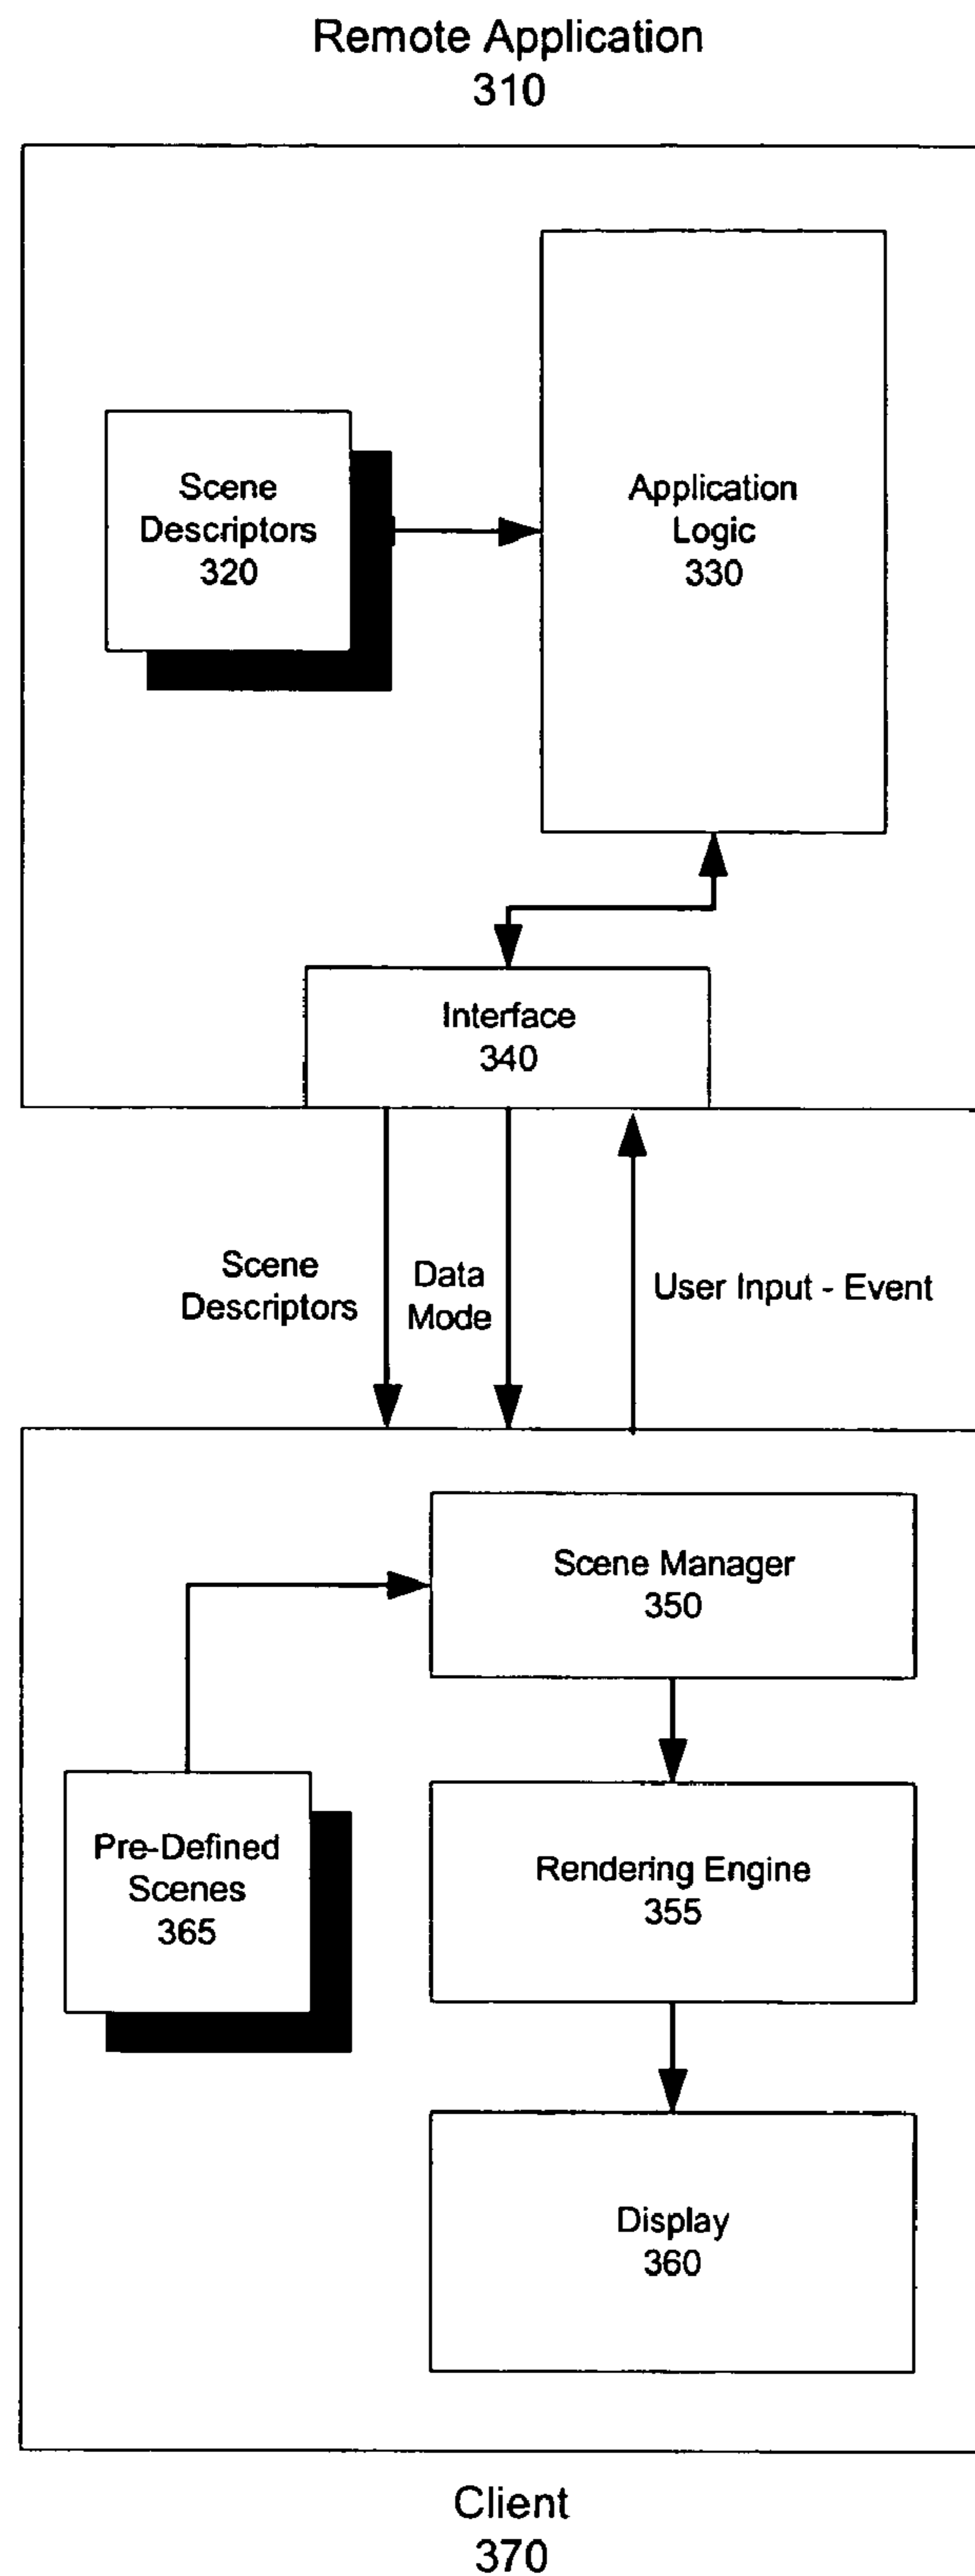 Remote Application
310
Scene
Descriptors
320
Application
Logic
330
Interface
340
Scene
Descriptors
Data
Mode
User Input - Event
Scene Manager
350
Pre-Defined
Scenes
365
Rendering Engine
355
Display
360
Client
370